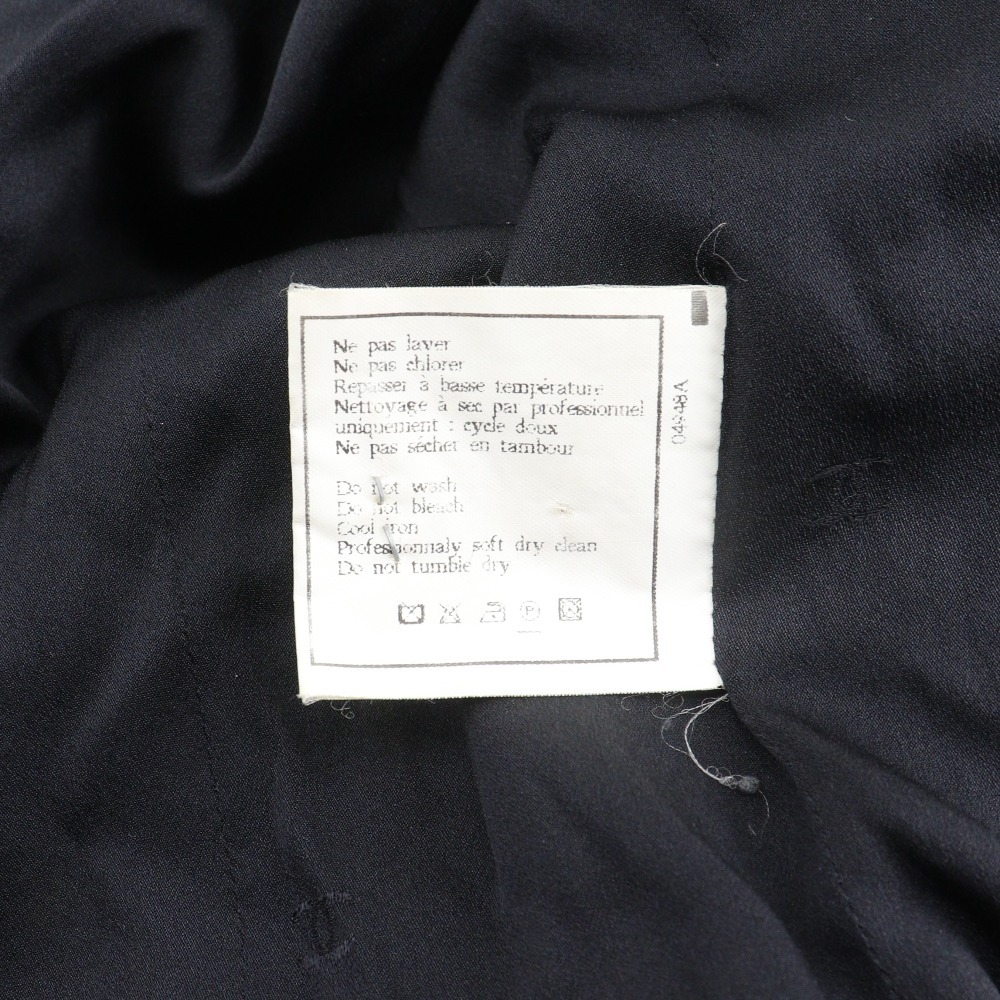 Ne pas laver
Ne pas chlorer
Repasser à basse température
Nettoyage à sec par professionnel
uniquement : cycle doux
Ne pas sécher en tambour
Do not wash
Do not bleach
Cool iron
Professionnaly soft dry clean
Do not tumble dry
P
04948A